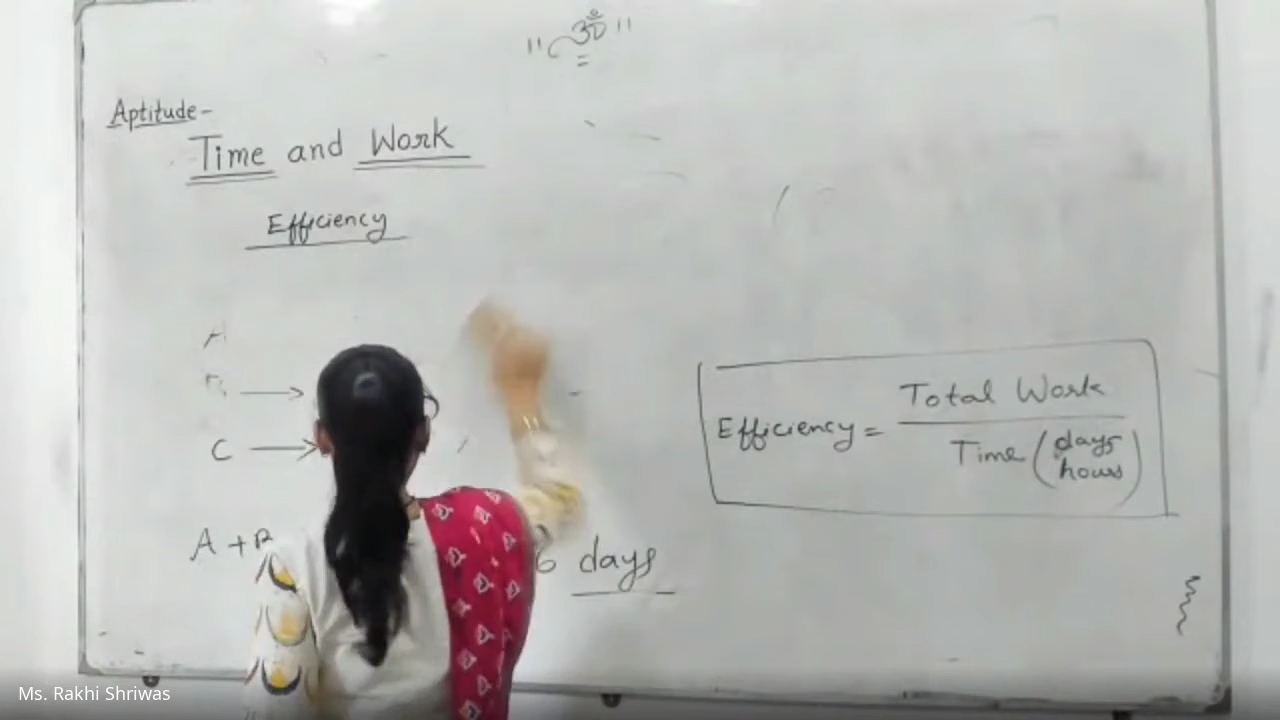 " ॐ "
Aptitude-
Time and Work
Efficiency
A
B →
C →
A + B
6 days
Efficiency = Total Work
Time (days
hours)
Ms. Rakhi Shriwas